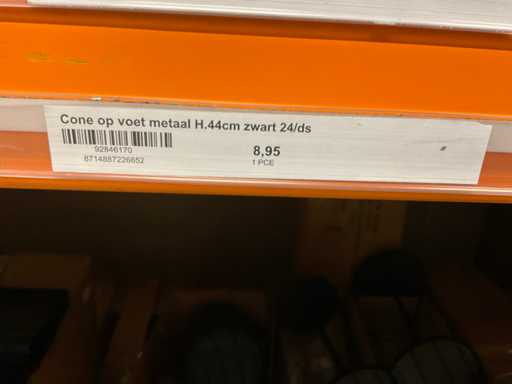 Cone op voet metaal H.44cm zwart 24/ds
92846170
8714887226652
8,95
1 PCE